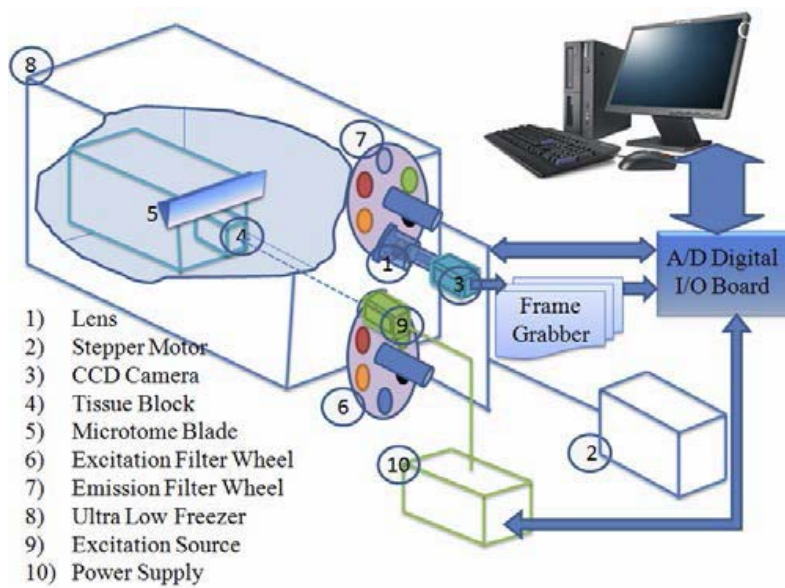 8
7
5
4
1
3
A/D Digital
I/O Board
Frame
Grabber
9
6
10
2
1) Lens
2) Stepper Motor
3) CCD Camera
4) Tissue Block
5) Microtome Blade
6) Excitation Filter Wheel
7) Emission Filter Wheel
8) Ultra Low Freezer
9) Excitation Source
10) Power Supply